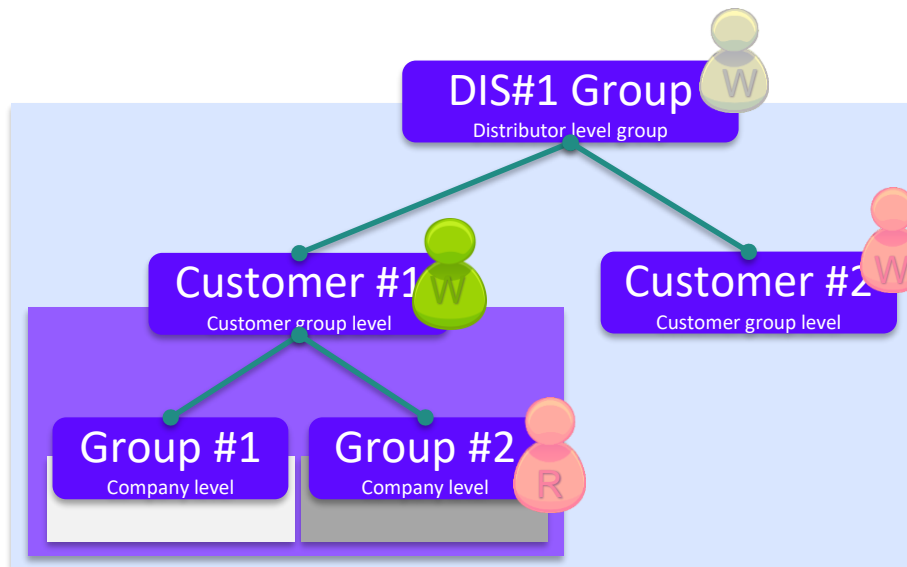 DIS#1 Group
Distributor level group
W
Customer #1
Customer group level
W
Customer #2
Customer group level
W
Group #1
Company level
Group #2
Company level
R